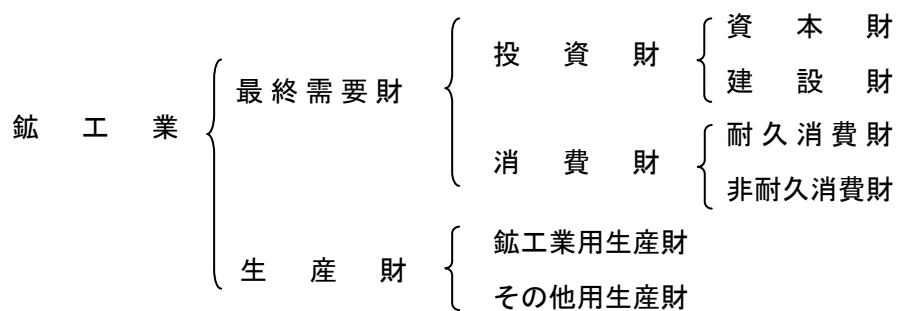 鉱工業
最終需要財
投資財
資本財
建設財
消費財
耐久消費財
非耐久消費財
生産財
鉱工業用生産財
その他用生産財